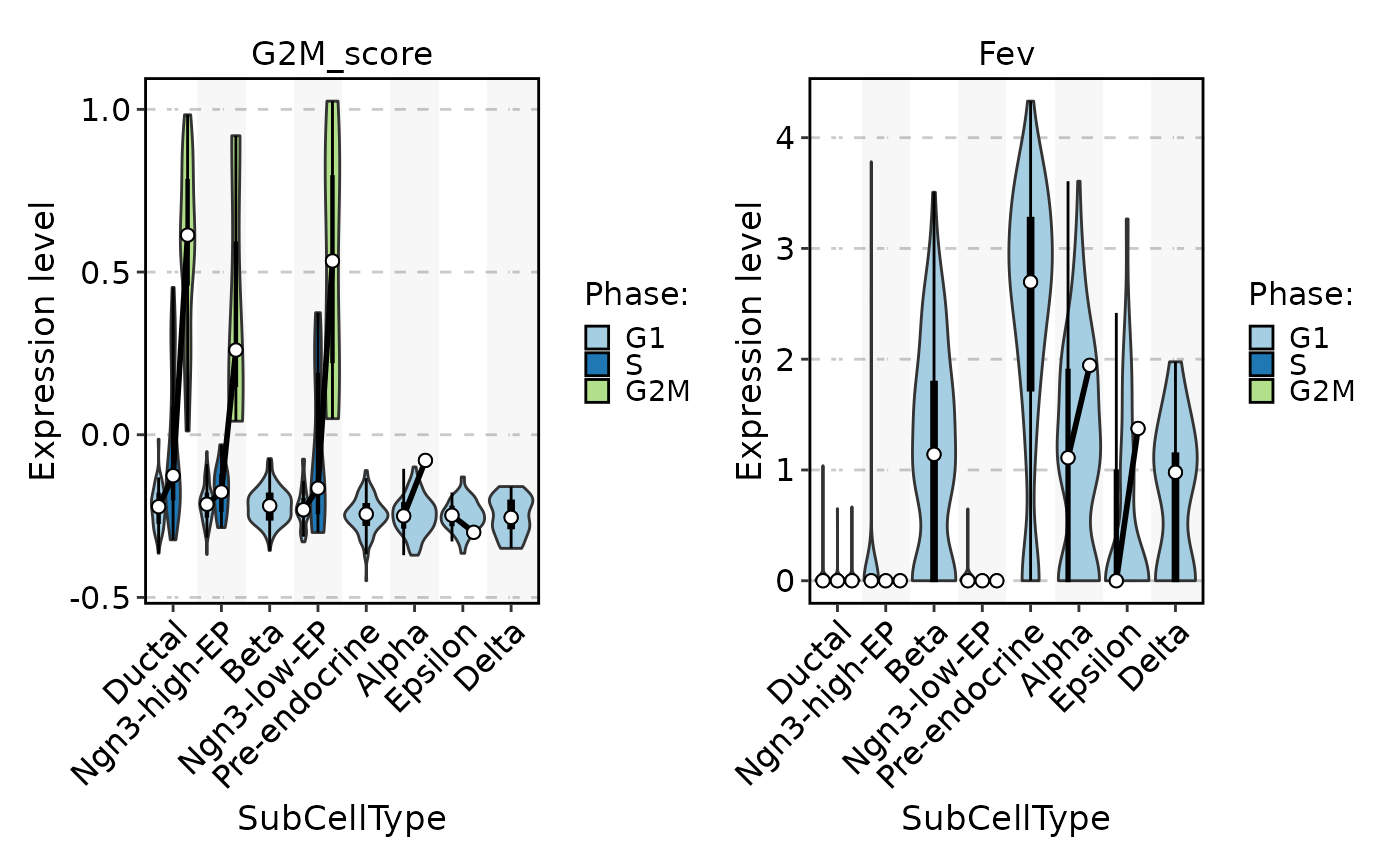 G2M_score
Expression level
1.0
0.5
0.0
-0.5
Ductal
Ngn3-high-EP
Beta
Ngn3-low-EP
Pre-endocrine
Alpha
Epsilon
Delta
SubCellType
Phase:
G1
S
G2M
Fev
Expression level
4
3
2
1
0
Ductal
Ngn3-high-EP
Beta
Ngn3-low-EP
Pre-endocrine
Alpha
Epsilon
Delta
SubCellType
Phase:
G1
S
G2M